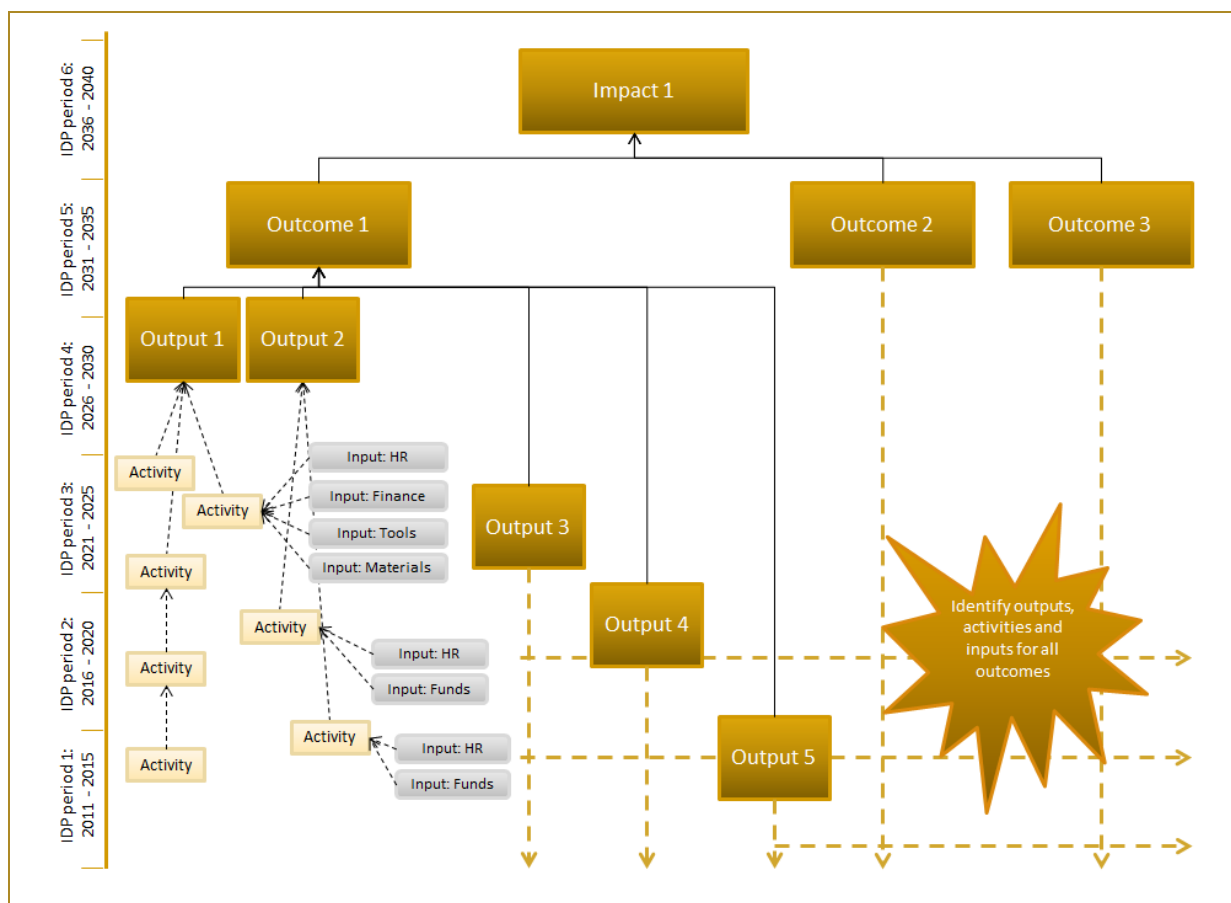 IDP period 6:
2036 - 2040
Impact 1
IDP period 5:
2031 - 2035
Outcome 1
Outcome 2
Outcome 3
IDP period 4:
2026 - 2030
Output 1
Output 2
IDP period 3:
2021 - 2025
Activity
Input: HR
Activity
Input: Finance
Input: Tools
Input: Materials
Activity
Output 3
IDP period 2:
2016 - 2020
Activity
Input: HR
Input: Funds
Activity
Output 4
Identify outputs,
activities and
inputs for all
outcomes
IDP period 1:
2011 - 2015
Activity
Input: HR
Input: Funds
Activity
Output 5